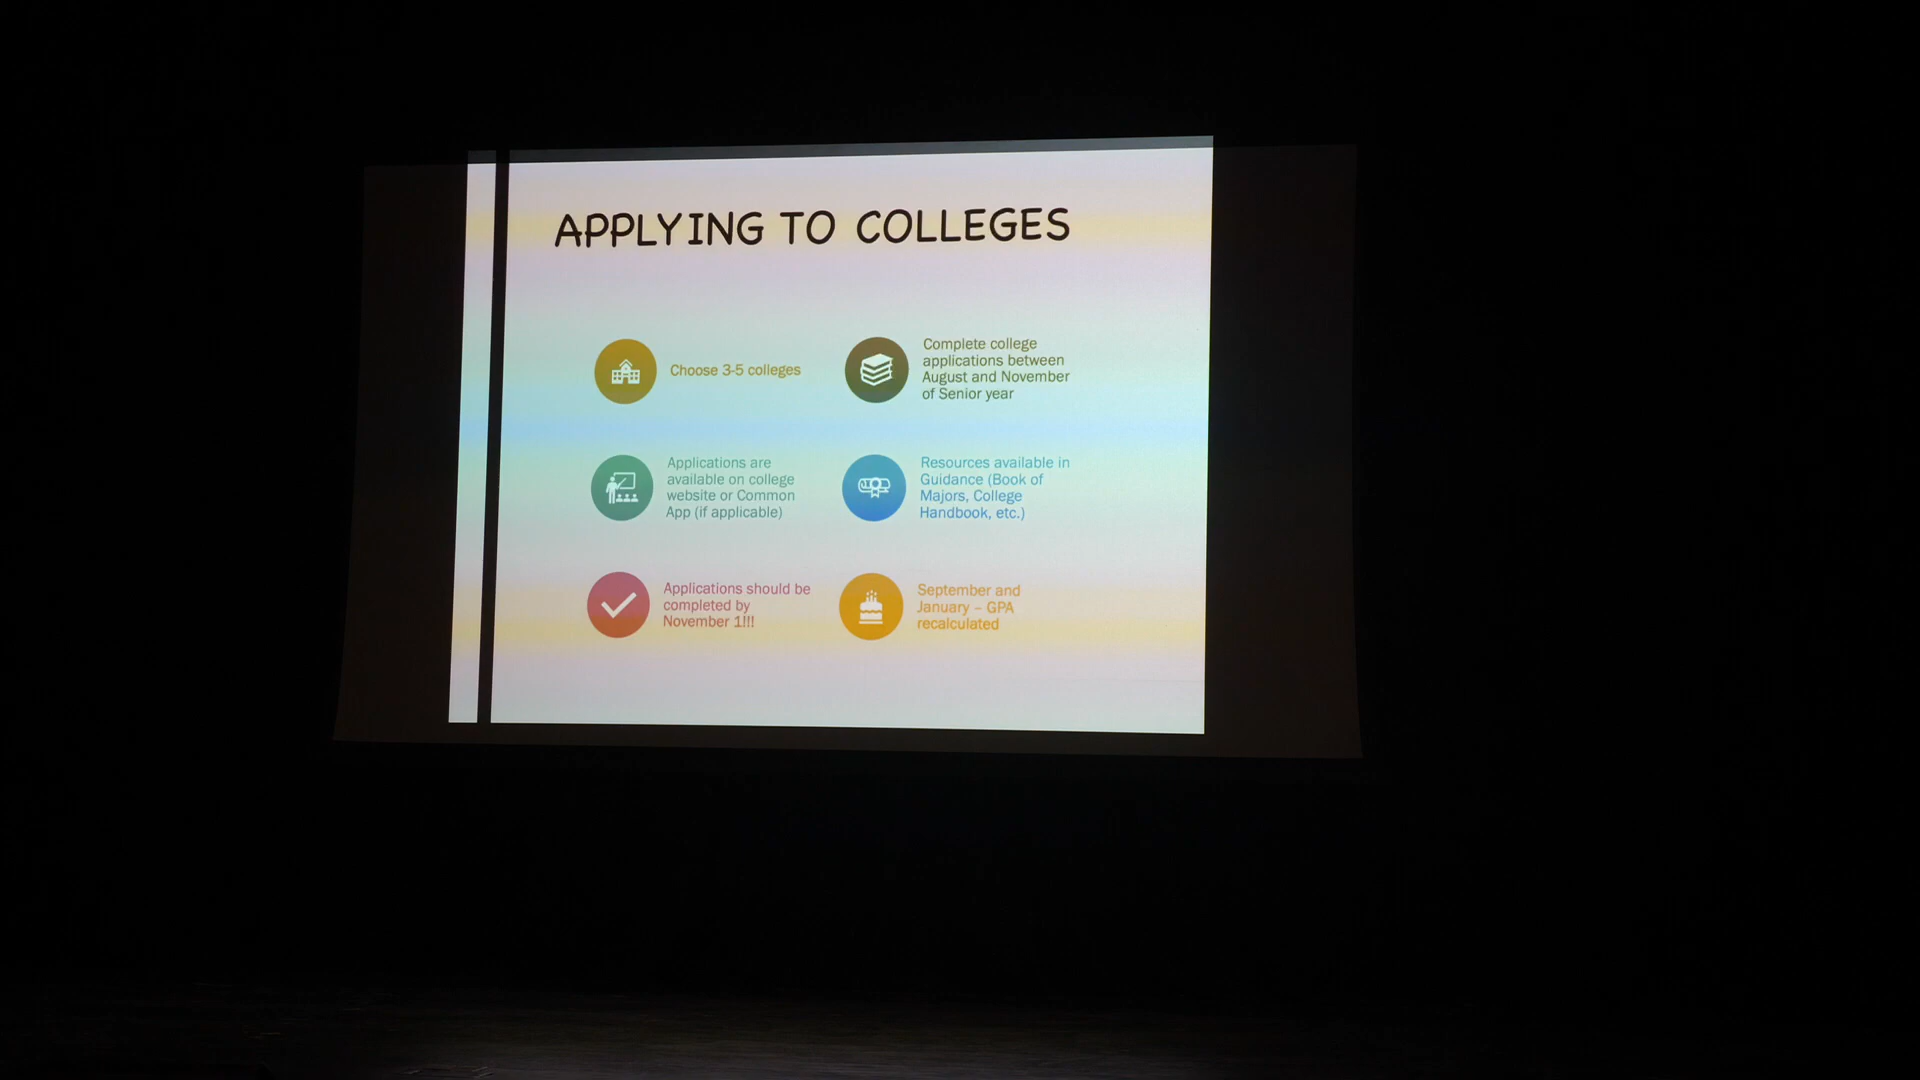 APPLYING TO COLLEGES
Choose 3-5 colleges
Complete college
applications between
August and November
of Senior year
Applications are
available on college
website or Common
App (if applicable)
Resources available in
Guidance (Book of
Majors, College
Handbook, etc.)
Applications should be
completed by
November 1!!!
September and
January – GPA
recalculated